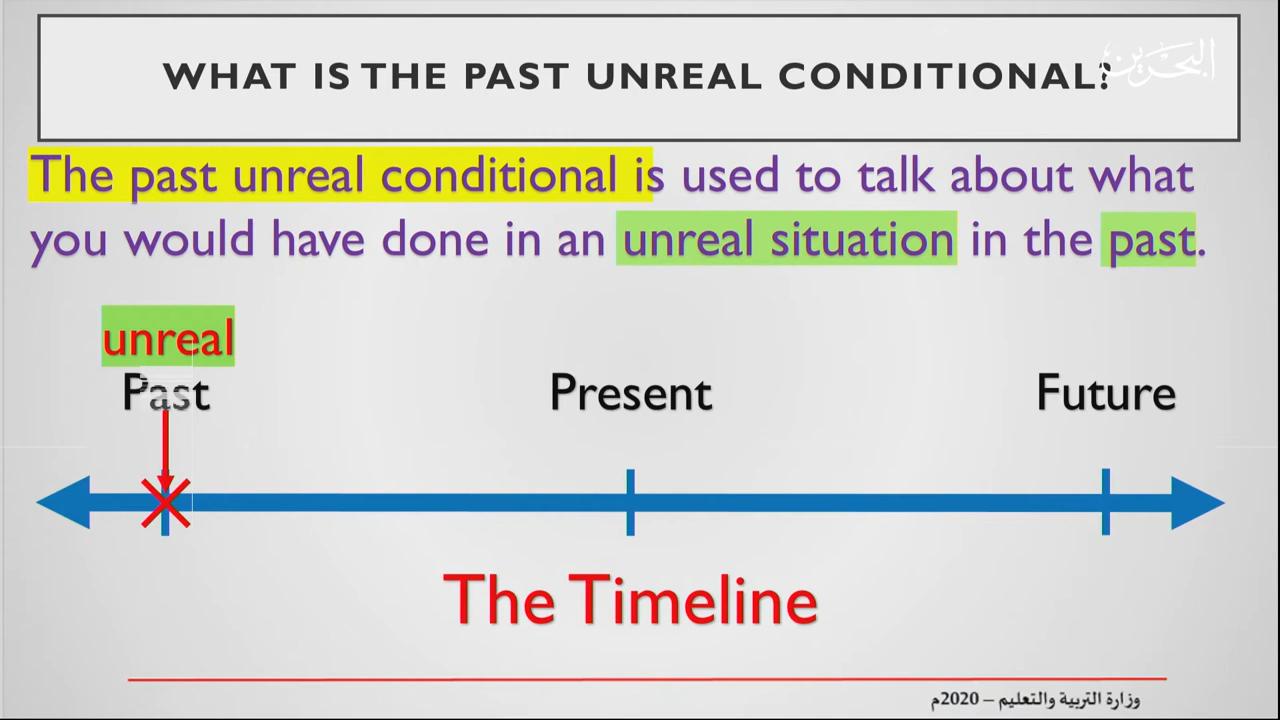 WHAT IS THE PAST UNREAL CONDITIONAL?
البحرين
The past unreal conditional is used to talk about what
you would have done in an unreal situation in the past.
unreal
Past
Present
Future
The Timeline
وزارة التربية والتعليم – 2020م